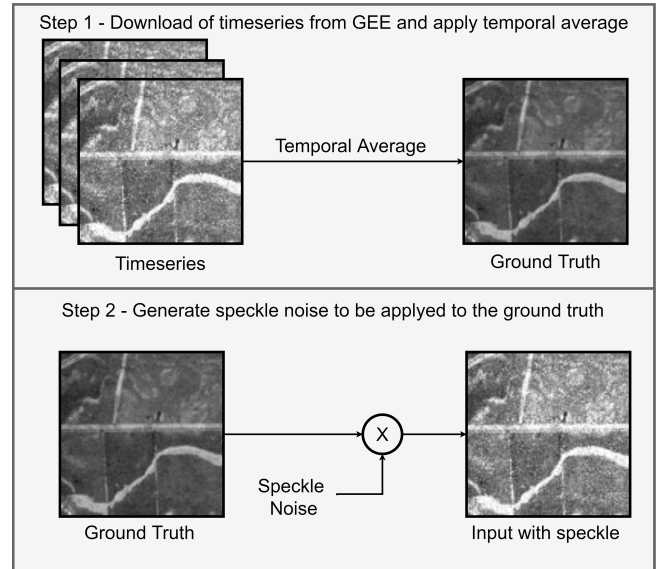 Step 1 - Download of timeseries from GEE and apply temporal average
Temporal Average
Timeseries
Ground Truth
Step 2 - Generate speckle noise to be applyed to the ground truth
X
Speckle
Noise
Ground Truth
Input with speckle